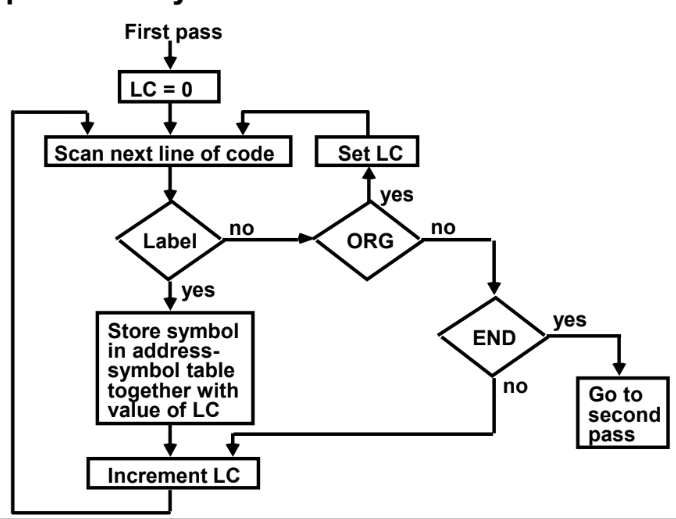 First pass
LC = 0
Scan next line of code
Set LC
yes
Label
no
ORG
no
yes
Store symbol
in address-
symbol table
together with
value of LC
END
yes
no
Go to
second
pass
Increment LC